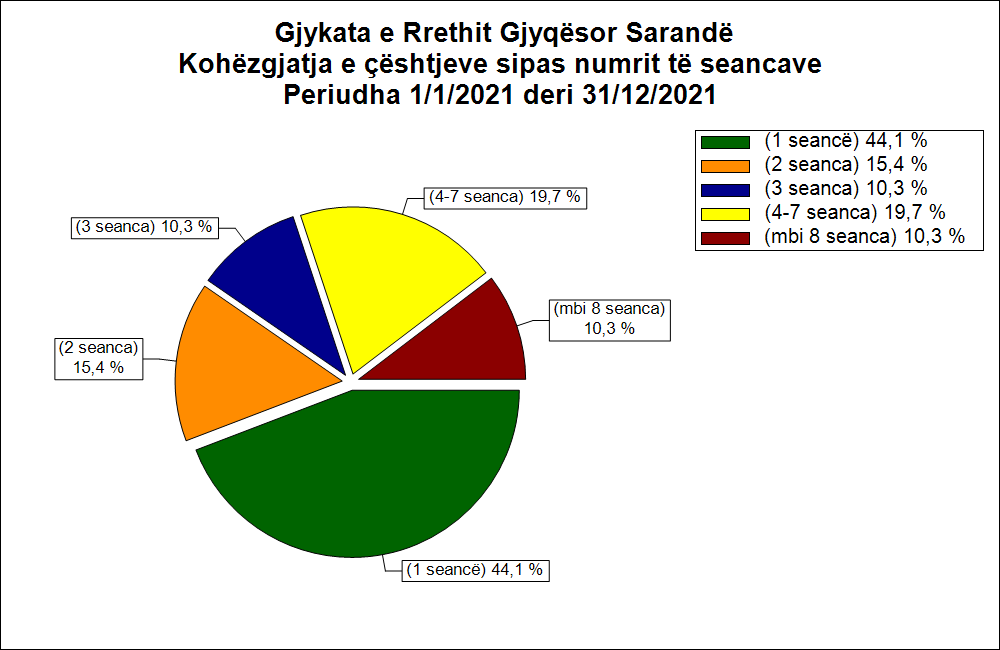 Gjykata e Rrethit Gjyqësor Sarandë
Kohëzgjatja e çështjeve sipas numrit të seancave
Periudha 1/1/2021 deri 31/12/2021
(1 seancë) 44,1 %
(2 seanca) 15,4 %
(3 seanca) 10,3 %
(4-7 seanca) 19,7 %
(mbi 8 seanca) 10,3 %
(4-7 seanca) 19,7 %
(3 seanca) 10,3 %
(mbi 8 seanca)
10,3 %
(2 seanca)
15,4 %
(1 seancë) 44,1 %